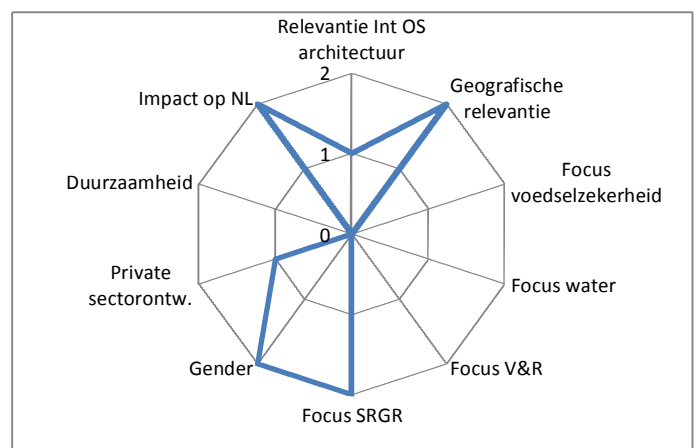 Relevantie Int OS
architectuur
2
Geografische
relevantie
Impact op NL
1
Focus
voedselzekerheid
Duurzaamheid
0
Private
sectorontw.
Focus water
Gender
Focus V&R
Focus SRGR